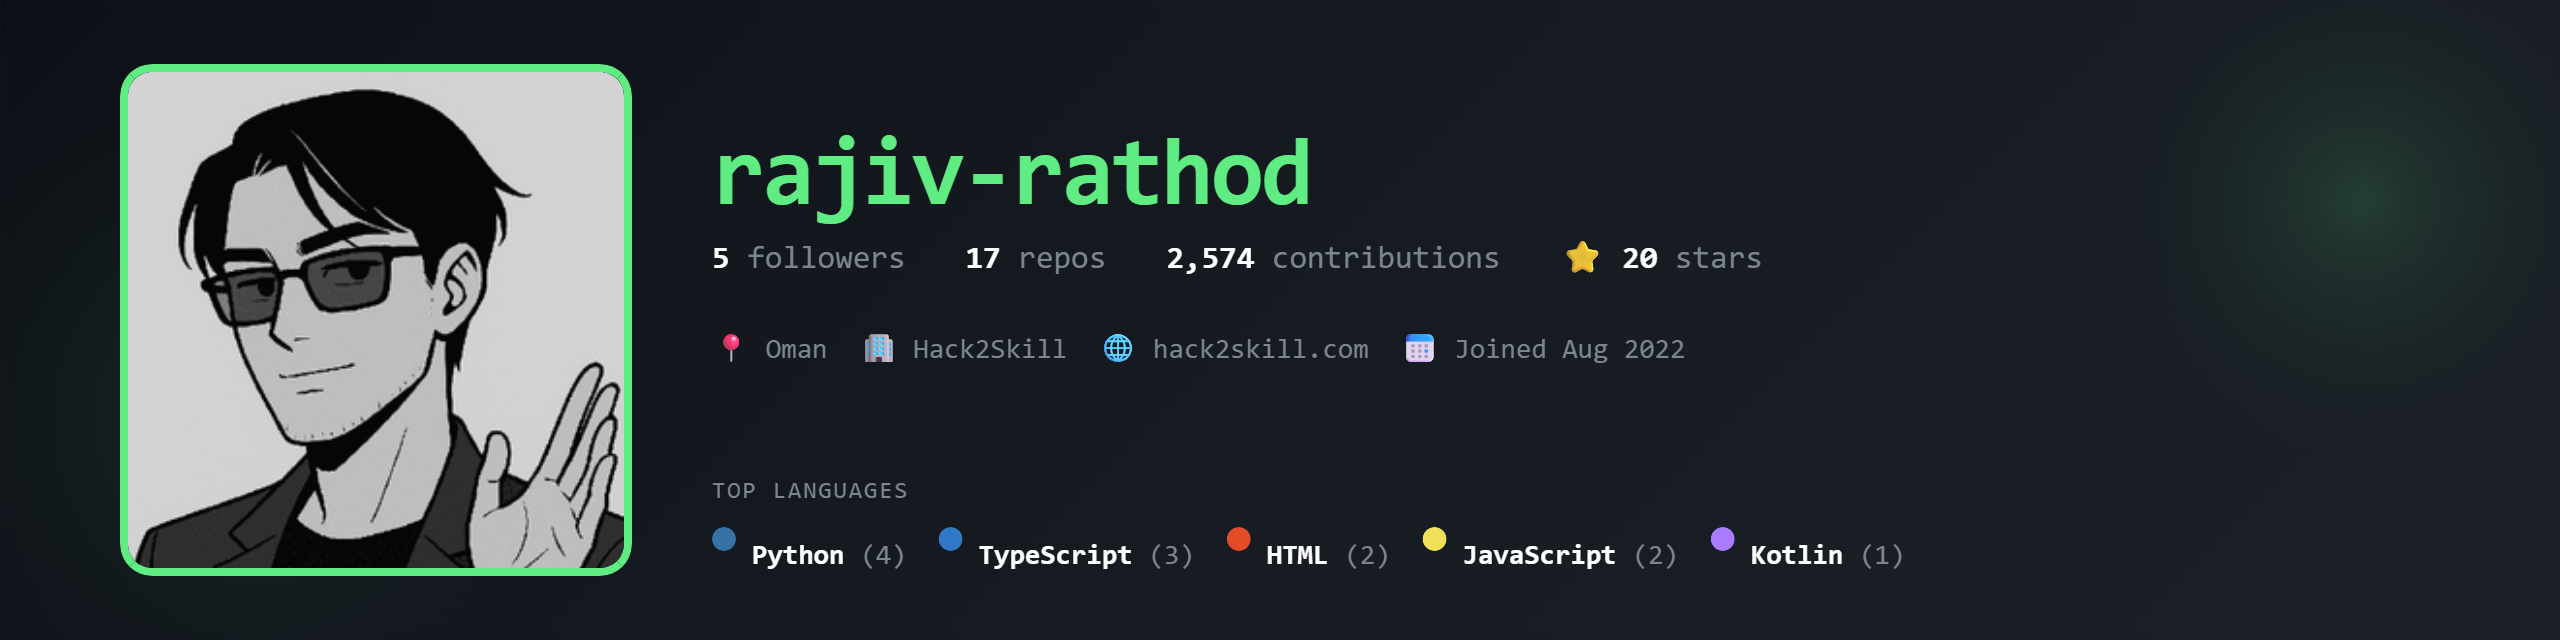 rajiv-rathod
5 followers 17 repos 2,574 contributions ⭐ 20 stars
📍 Oman 🏢 Hack2Skill 🌐 hack2skill.com 📅 Joined Aug 2022
TOP LANGUAGES
Python (4) TypeScript (3) HTML (2) JavaScript (2) Kotlin (1)